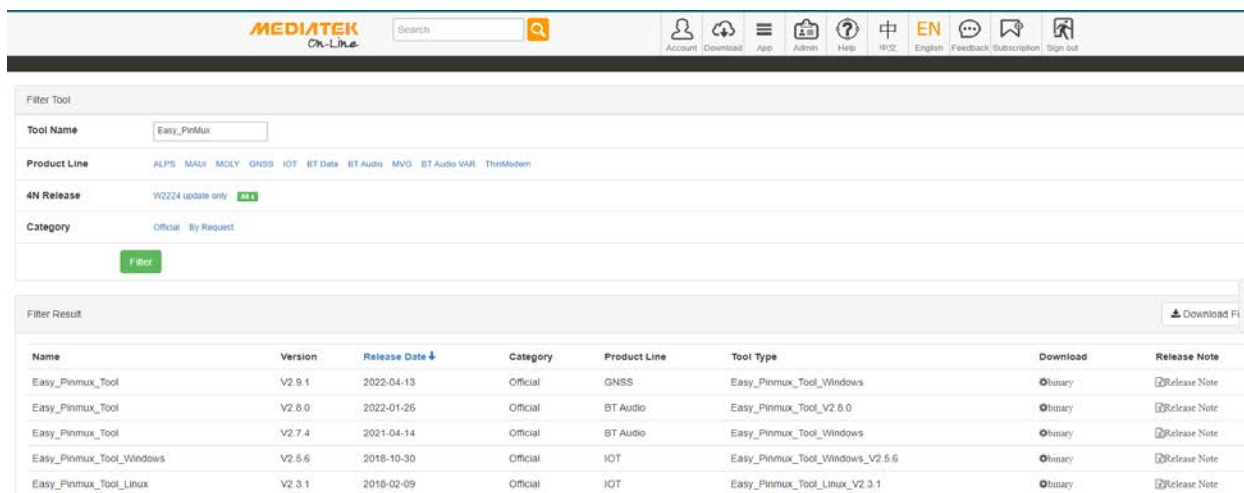 MEDIATEK
On-Line
Search
Account Download App Admin Help 中 中文 EN English Feedback Subscription Sign out
Filter Tool
Tool Name Easy_PinMux
Product Line ALPS MAUI MOLY GNSS IOT BT Data BT Audio MVG BT Audio VAR ThinModem
4N Release W2224 update only All x
Category Official By Request
Filter
Filter Result Download Fi
Name Version Release Date Category Product Line Tool Type Download Release Note
Easy_Pinmux_Tool V2.9.1 2022-04-13 Official GNSS Easy_Pinmux_Tool_Windows binary Release Note
Easy_Pinmux_Tool V2.8.0 2022-01-26 Official BT Audio Easy_Pinmux_Tool_V2.8.0 binary Release Note
Easy_Pinmux_Tool V2.7.4 2021-04-14 Official BT Audio Easy_Pinmux_Tool_Windows binary Release Note
Easy_Pinmux_Tool_Windows V2.5.6 2018-10-30 Official IOT Easy_Pinmux_Tool_Windows_V2.5.6 binary Release Note
Easy_Pinmux_Tool_Linux V2.3.1 2018-02-09 Official IOT Easy_Pinmux_Tool_Linux_V2.3.1 binary Release Note